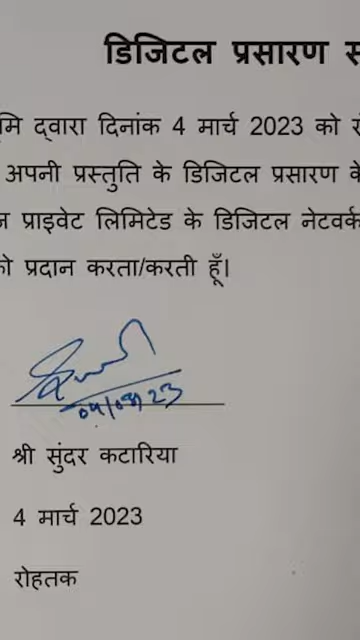 डिजिटल प्रसारण
द्वारा दिनांक 4 मार्च 2023 को
अपनी प्रस्तुति के डिजिटल प्रसारण
प्राइवेट लिमिटेड के डिजिटल नेटवर्क
प्रदान करता/करती हूँ।
04/03/23
श्री सुंदर कटारिया
4 मार्च 2023
रोहतक